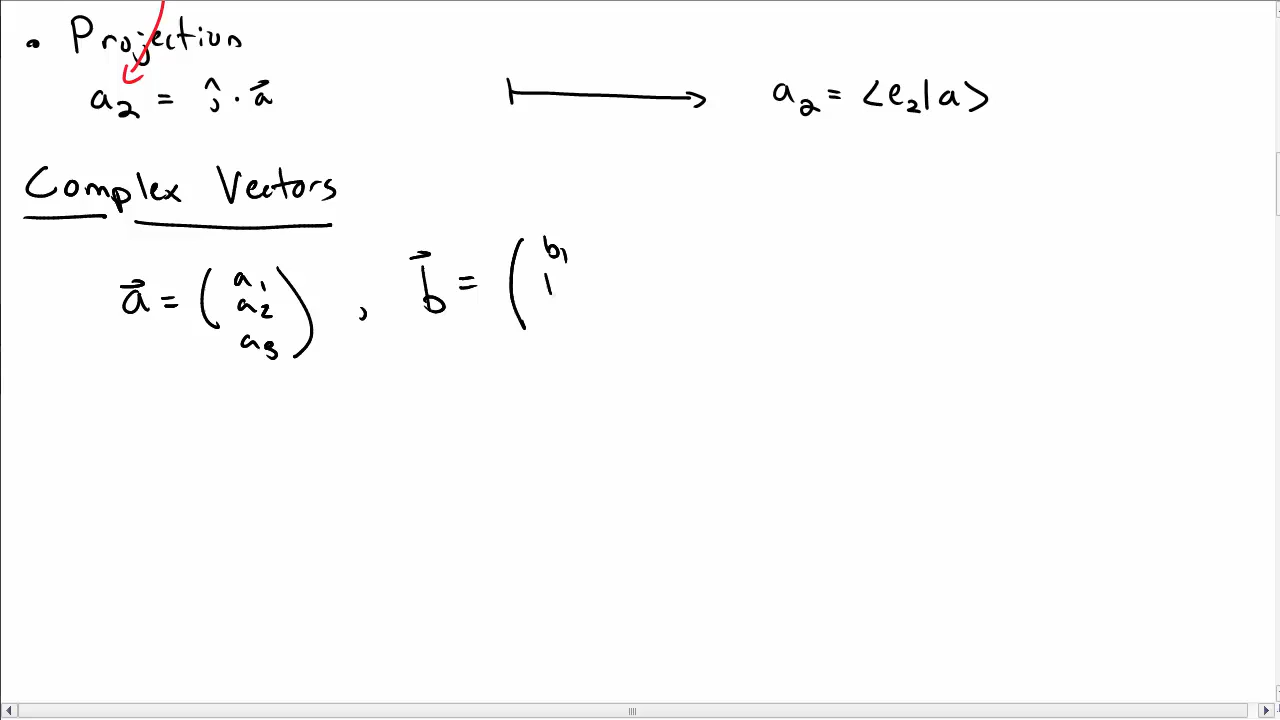 • Projection
a₂ = ĵ · a⃗ ⟼ a₂ = <e₂|a>
Complex Vectors
a⃗ = ( a₁ a₂ a₃ ) , b⃗ = ( b₁